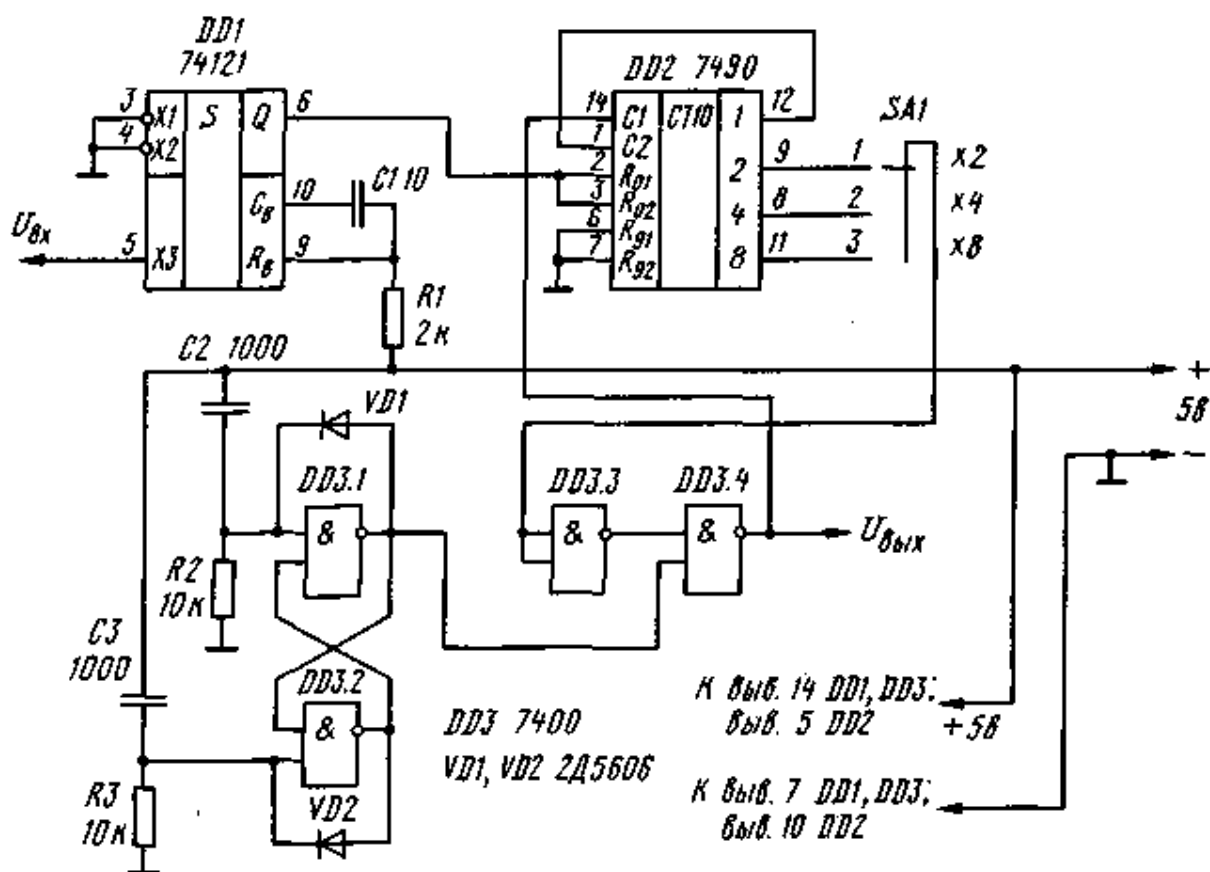 DD1
74121
3
X1
4
X2
S
Q
6
5
X3
Cв
10
Rв
9
C1 10
Uвх
R1
2к
DD2 7490
14
C1
1
C2
2
R01
3
R02
6
R91
7
R92
CT10
1
12
2
9
4
8
8
11
SA1
1
x2
2
x4
3
x8
+
5В
−
C2 1000
VD1
DD3.1
&
R2
10к
C3
1000
DD3.2
&
R3
10к
VD2
DD3.3
&
DD3.4
&
Uвых
DD3 7400
VD1, VD2 2Д560б
К выв. 14 DD1, DD3;
выв. 5 DD2
+5В
К выв. 7 DD1, DD3;
выв. 10 DD2